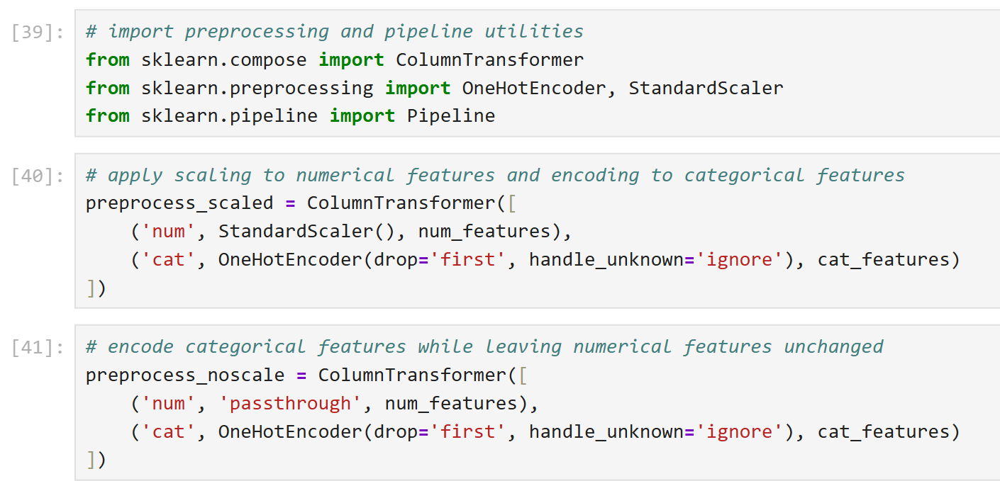 [39]: # import preprocessing and pipeline utilities
from sklearn.compose import ColumnTransformer
from sklearn.preprocessing import OneHotEncoder, StandardScaler
from sklearn.pipeline import Pipeline
[40]: # apply scaling to numerical features and encoding to categorical features
preprocess_scaled = ColumnTransformer([
    ('num', StandardScaler(), num_features),
    ('cat', OneHotEncoder(drop='first', handle_unknown='ignore'), cat_features)
])
[41]: # encode categorical features while leaving numerical features unchanged
preprocess_noscale = ColumnTransformer([
    ('num', 'passthrough', num_features),
    ('cat', OneHotEncoder(drop='first', handle_unknown='ignore'), cat_features)
])